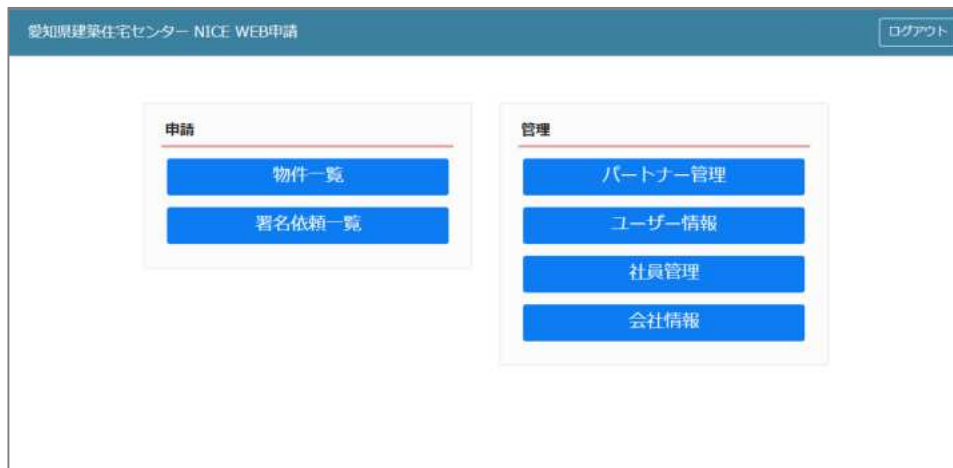 愛知県建築住宅センター NICE WEB申請
ログアウト
申請
物件一覧
署名依頼一覧
管理
パートナー管理
ユーザー情報
社員管理
会社情報